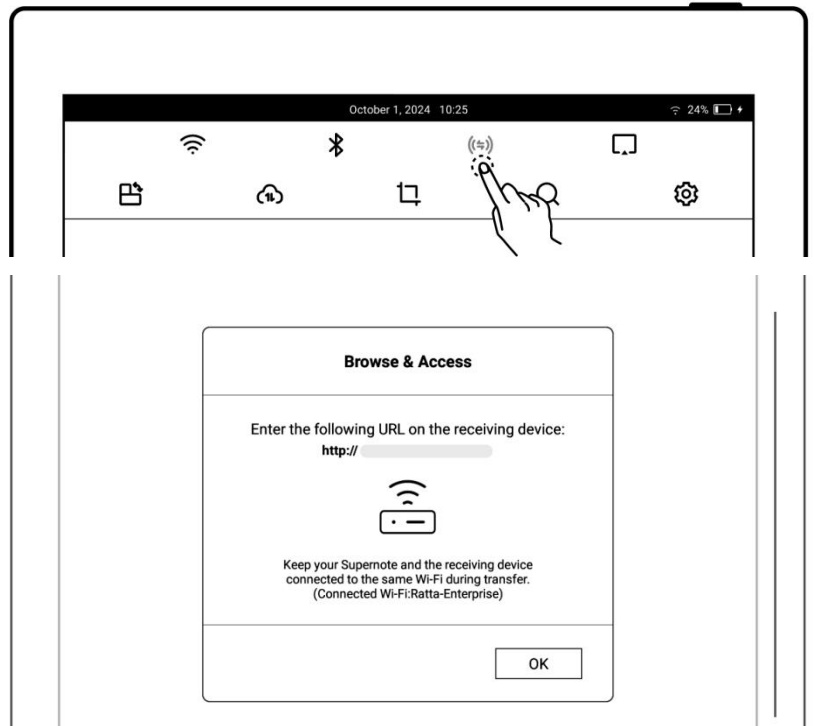 October 1, 2024 10:25
24%
Browse & Access
Enter the following URL on the receiving device:
http://
Keep your Supernote and the receiving device
connected to the same Wi-Fi during transfer.
(Connected Wi-Fi:Ratta-Enterprise)
OK